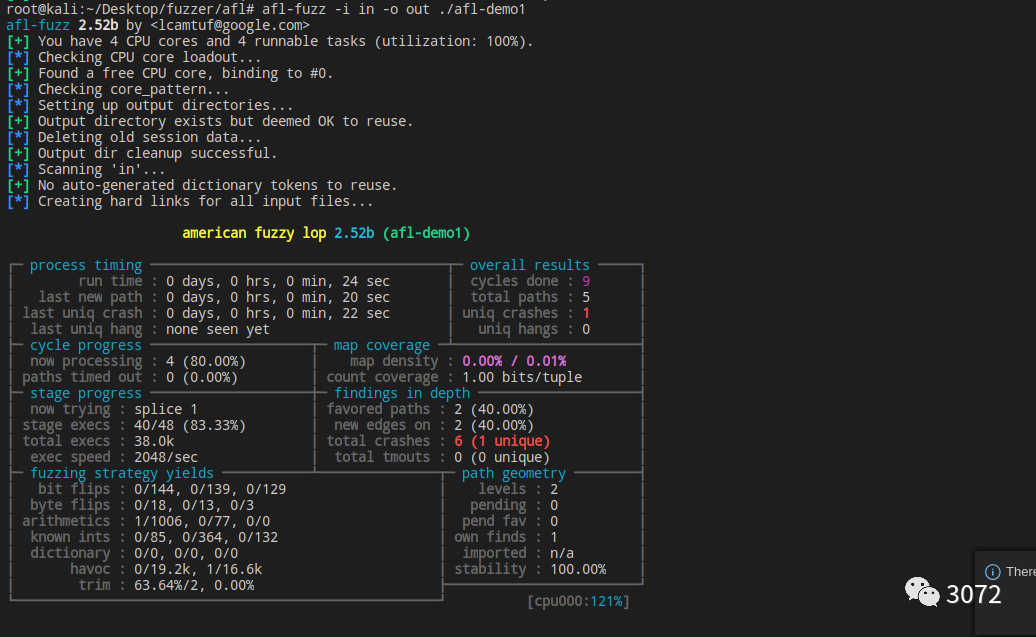 root@kali:~/Desktop/fuzzer/afl# afl-fuzz -i in -o out ./afl-demo1
afl-fuzz 2.52b by <lcamtuf@google.com>
[+] You have 4 CPU cores and 4 runnable tasks (utilization: 100%).
[*] Checking CPU core loadout...
[+] Found a free CPU core, binding to #0.
[*] Checking core_pattern...
[*] Setting up output directories...
[+] Output directory exists but deemed OK to reuse.
[*] Deleting old session data...
[+] Output dir cleanup successful.
[*] Scanning 'in'...
[+] No auto-generated dictionary tokens to reuse.
[*] Creating hard links for all input files...
american fuzzy lop 2.52b (afl-demo1)
process timing overall results
run time : 0 days, 0 hrs, 0 min, 24 sec cycles done : 9
last new path : 0 days, 0 hrs, 0 min, 20 sec total paths : 5
last uniq crash : 0 days, 0 hrs, 0 min, 22 sec uniq crashes : 1
last uniq hang : none seen yet uniq hangs : 0
cycle progress map coverage
now processing : 4 (80.00%) map density : 0.00% / 0.01%
paths timed out : 0 (0.00%) count coverage : 1.00 bits/tuple
stage progress findings in depth
now trying : splice 1 favored paths : 2 (40.00%)
stage execs : 40/48 (83.33%) new edges on : 2 (40.00%)
total execs : 38.0k total crashes : 6 (1 unique)
exec speed : 2048/sec total tmouts : 0 (0 unique)
fuzzing strategy yields path geometry
bit flips : 0/144, 0/139, 0/129 levels : 2
byte flips : 0/18, 0/13, 0/3 pending : 0
arithmetics : 1/1006, 0/77, 0/0 pend fav : 0
known ints : 0/85, 0/364, 0/132 own finds : 1
dictionary : 0/0, 0/0, 0/0 imported : n/a
havoc : 0/19.2k, 1/16.6k stability : 100.00%
trim : 63.64%/2, 0.00%
[cpu000:121%]
There
3072